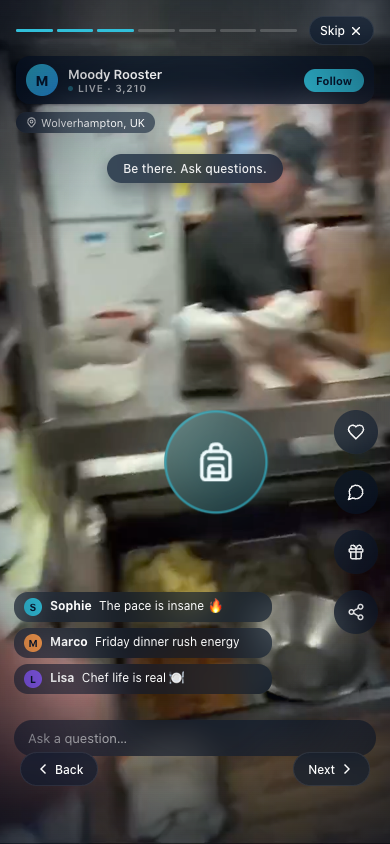 Skip
M
Moody Rooster
LIVE · 3,210
Follow
Wolverhampton, UK
Be there. Ask questions.
S Sophie The pace is insane 🔥
M Marco Friday dinner rush energy
L Lisa Chef life is real 🍽️
Ask a question...
Back
Next